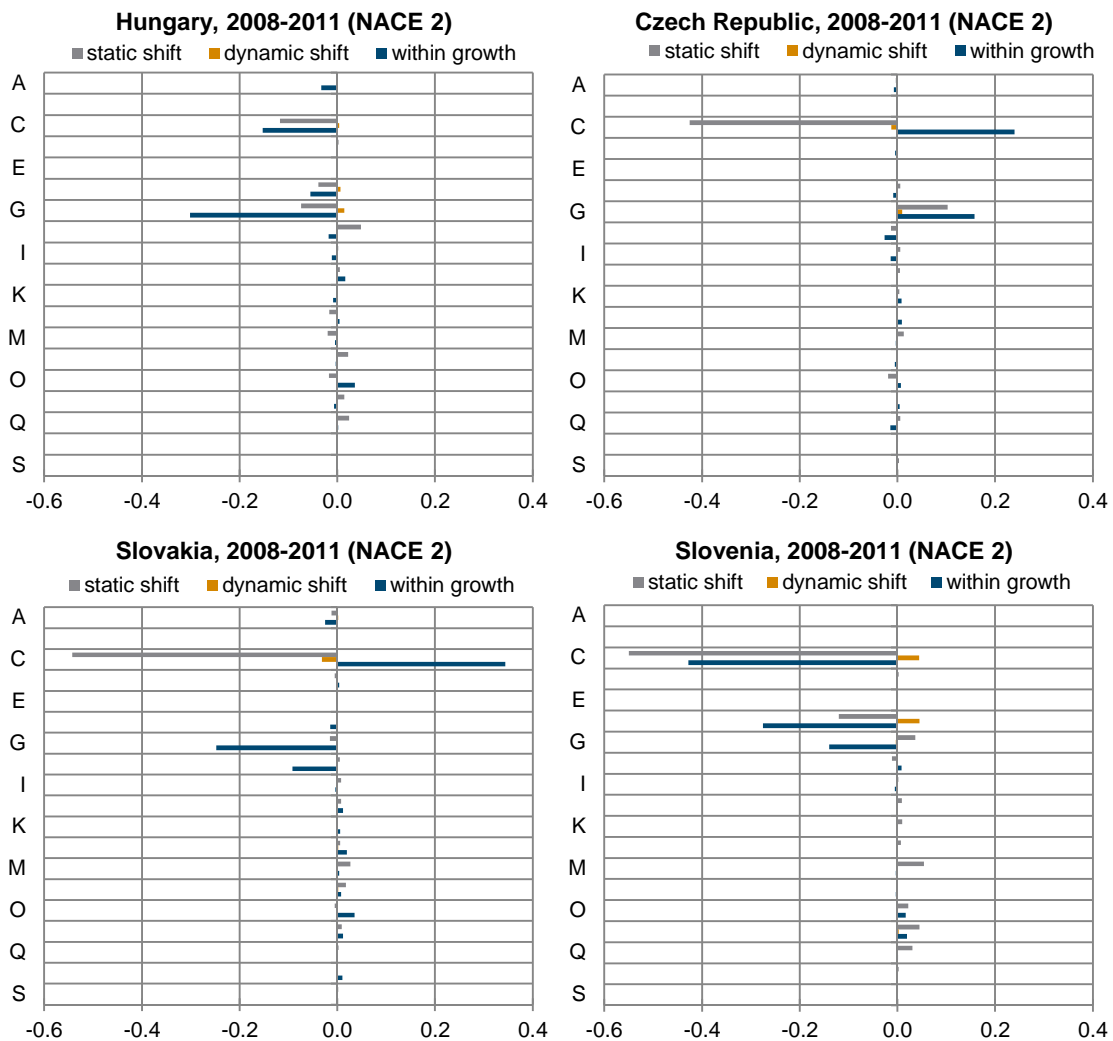 Hungary, 2008-2011 (NACE 2)
static shift dynamic shift within growth
A
C
E
G
I
K
M
O
Q
S
-0.6 -0.4 -0.2 0.0 0.2 0.4
Czech Republic, 2008-2011 (NACE 2)
static shift dynamic shift within growth
A
C
E
G
I
K
M
O
Q
S
-0.6 -0.4 -0.2 0.0 0.2 0.4
Slovakia, 2008-2011 (NACE 2)
static shift dynamic shift within growth
A
C
E
G
I
K
M
O
Q
S
-0.6 -0.4 -0.2 0.0 0.2 0.4
Slovenia, 2008-2011 (NACE 2)
static shift dynamic shift within growth
A
C
E
G
I
K
M
O
Q
S
-0.6 -0.4 -0.2 0.0 0.2 0.4